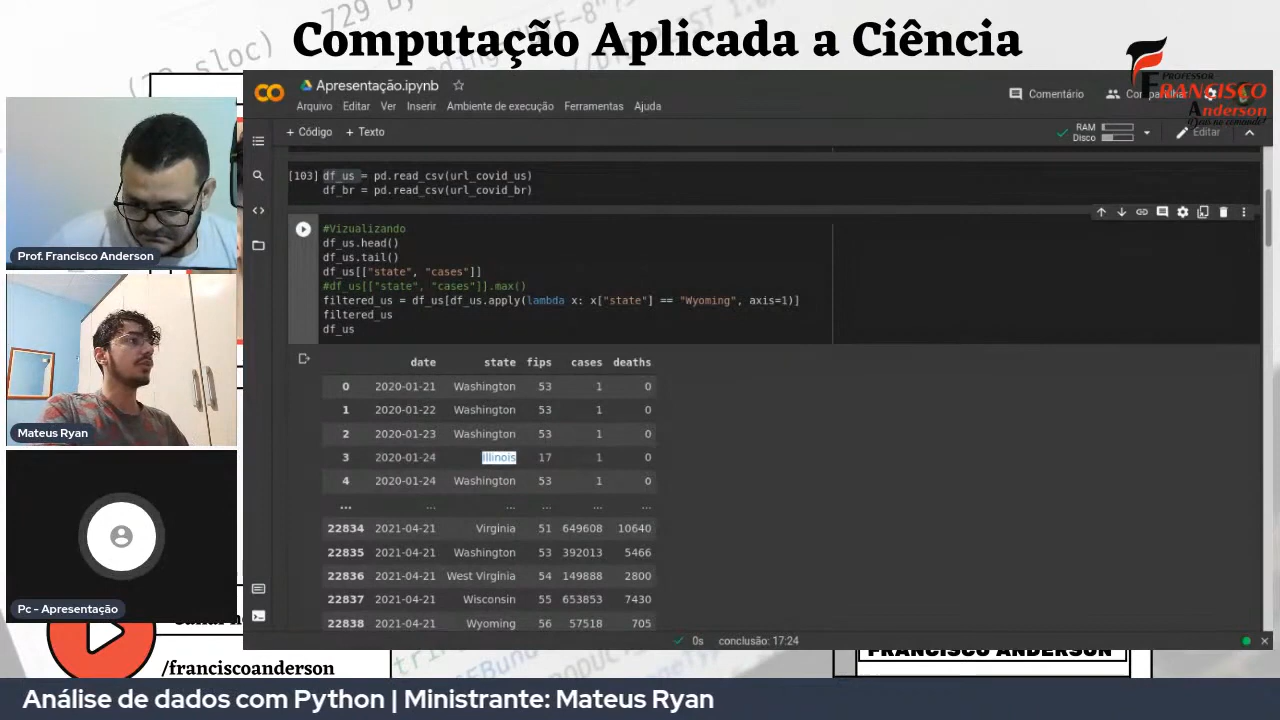 729
(sloc)
Computação Aplicada a Ciência
PROFESSOR
FRANCISCO
Anderson
Apresentação.ipynb
Arquivo Editar Ver Inserir Ambiente de execução Ferramentas Ajuda
Comentário
+ Código + Texto
RAM
Disco
Editar
[103] df_us = pd.read_csv(url_covid_us)
df_br = pd.read_csv(url_covid_br)
#Vizualizando
df_us.head()
df_us.tail()
df_us[["state", "cases"]]
#df_us[["state", "cases"]].max()
filtered_us = df_us[df_us.apply(lambda x: x["state"] == "Wyoming", axis=1)]
filtered_us
df_us
date state fips cases deaths
0 2020-01-21 Washington 53 1 0
1 2020-01-22 Washington 53 1 0
2 2020-01-23 Washington 53 1 0
3 2020-01-24 Illinois 17 1 0
4 2020-01-24 Washington 53 1 0
... ... ... ... ... ...
22834 2021-04-21 Virginia 51 649608 10640
22835 2021-04-21 Washington 53 392013 5466
22836 2021-04-21 West Virginia 54 149888 2800
22837 2021-04-21 Wisconsin 55 653853 7430
22838 2021-04-21 Wyoming 56 57518 705
0s conclusão: 17:24
Prof. Francisco Anderson
Mateus Ryan
Pc - Apresentação
/franciscoanderson
FRANCISCO ANDERSON
Análise de dados com Python | Ministrante: Mateus Ryan